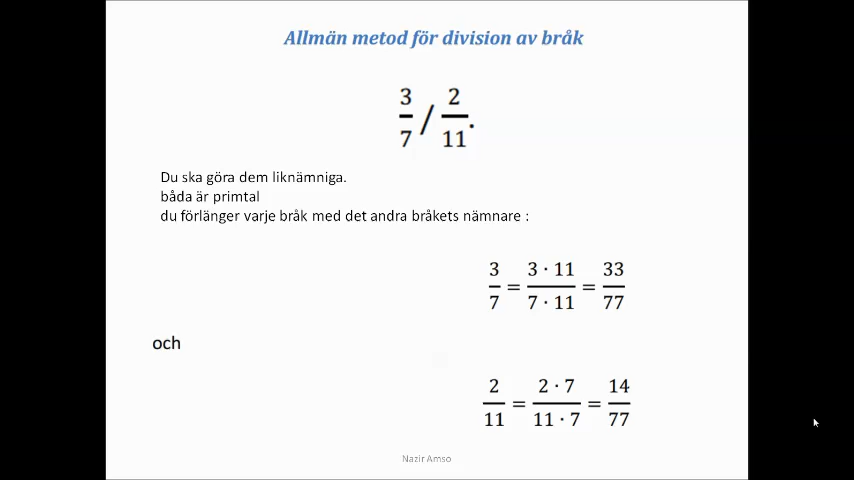 Allmän metod för division av bråk
3/7 / 2/11.
Du ska göra dem liknämniga.
båda är primtal
du förlänger varje bråk med det andra bråkets nämnare :
3/7 = 3 · 11/7 · 11 = 33/77
och
2/11 = 2 · 7/11 · 7 = 14/77
Nazir Amso